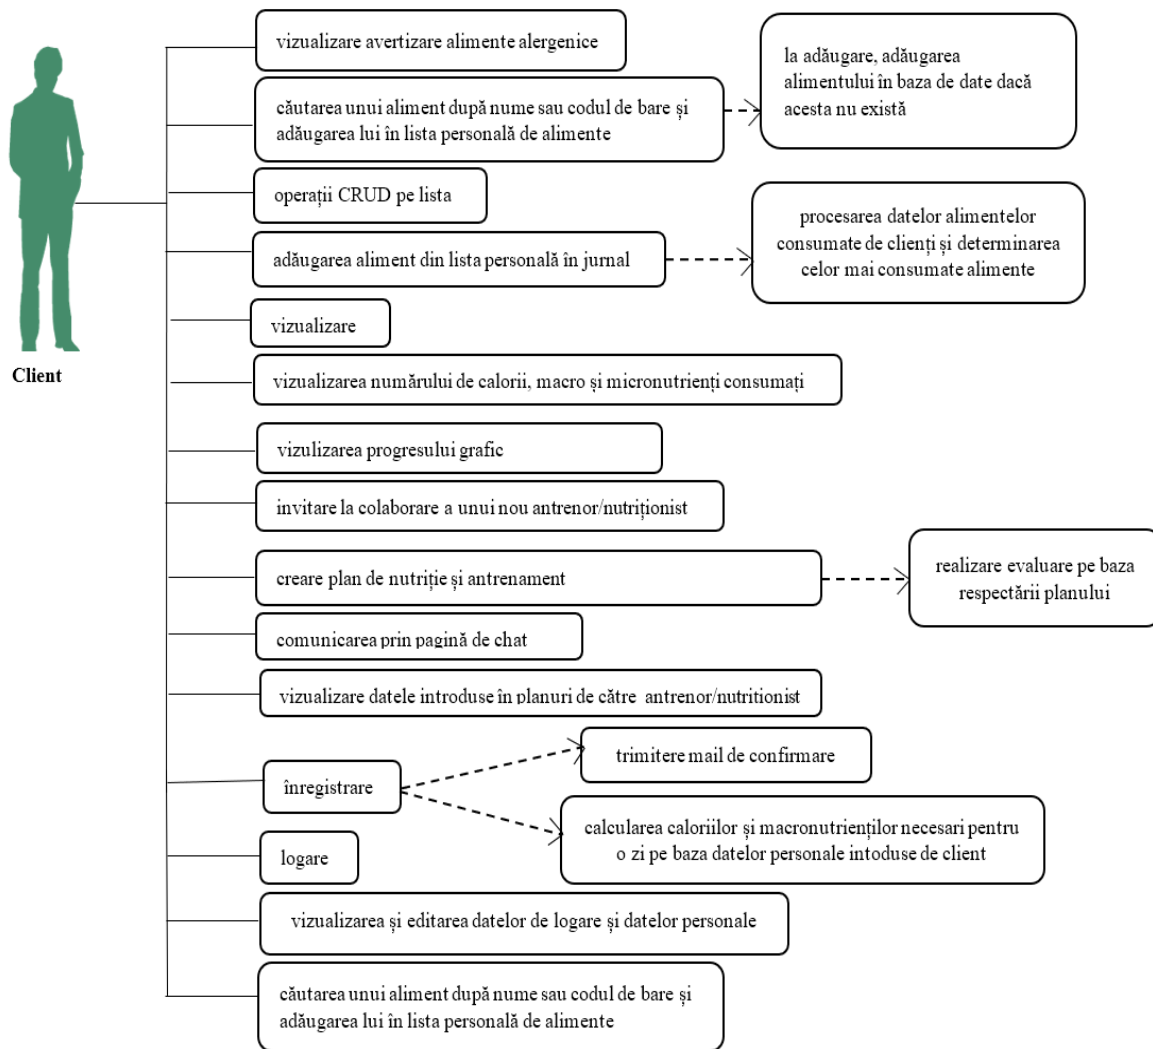 vizualizare avertizare alimente alergenice
căutarea unui aliment după nume sau codul de bare și
adăugarea lui în lista personală de alimente
la adăugare, adăugarea
alimentului în baza de date dacă
acesta nu există
operații CRUD pe lista
adăugarea aliment din lista personală în jurnal
procesarea datelor alimentelor
consumate de clienți și determinarea
celor mai consumate alimente
vizualizare
Client
vizualizarea numărului de calorii, macro și micronutrienți consumați
vizulizarea progresului grafic
invitare la colaborare a unui nou antrenor/nutriționist
creare plan de nutriție și antrenament
realizare evaluare pe baza
respectării planului
comunicarea prin pagină de chat
vizualizare datele introduse în planuri de către antrenor/nutritionist
înregistrare
trimitere mail de confirmare
calcularea caloriilor și macronutrienților necesari pentru
o zi pe baza datelor personale intoduse de client
logare
vizualizarea și editarea datelor de logare și datelor personale
căutarea unui aliment după nume sau codul de bare și
adăugarea lui în lista personală de alimente